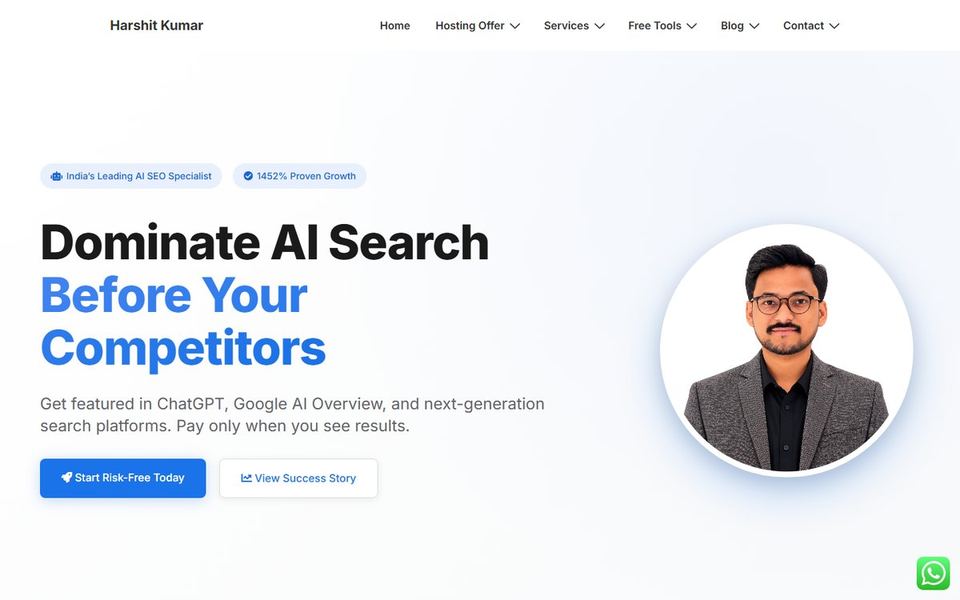 Harshit Kumar
Home
Hosting Offer
Services
Free Tools
Blog
Contact
India's Leading AI SEO Specialist
1452% Proven Growth
Dominate AI Search
Before Your
Competitors
Get featured in ChatGPT, Google AI Overview, and next-generation
search platforms. Pay only when you see results.
Start Risk-Free Today
View Success Story